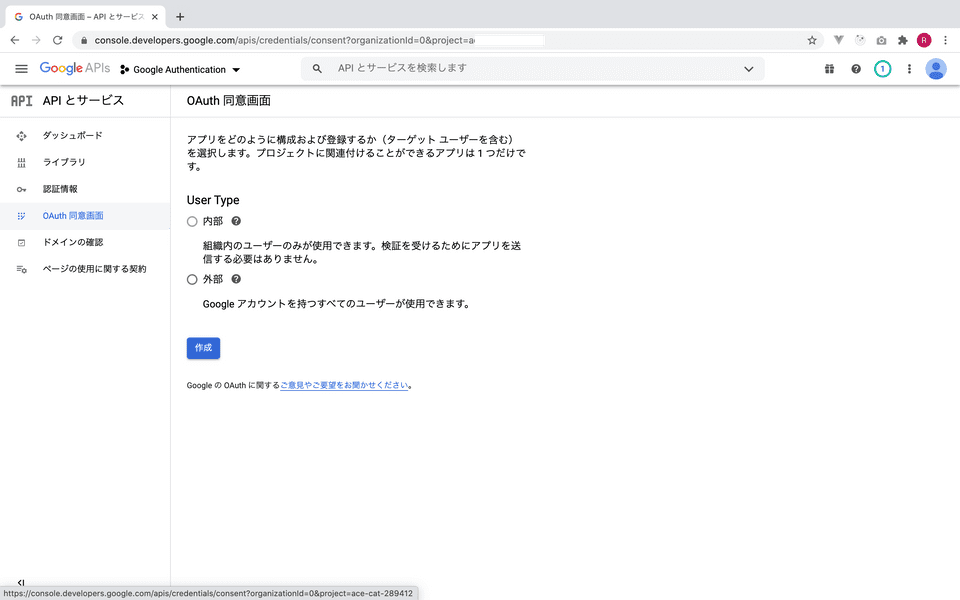 OAuth 同意画面 – API とサービス
console.developers.google.com/apis/credentials/consent?organizationId=0&project=a
R
Google APIs
Google Authentication
API とサービスを検索します
1
API
API とサービス
OAuth 同意画面
ダッシュボード
ライブラリ
認証情報
OAuth 同意画面
ドメインの確認
ページの使用に関する契約
アプリをどのように構成および登録するか（ターゲット ユーザーを含む）
を選択します。プロジェクトに関連付けることができるアプリは 1 つだけで
す。
User Type
内部
組織内のユーザーのみが使用できます。検証を受けるためにアプリを送
信する必要はありません。
外部
Google アカウントを持つすべてのユーザーが使用できます。
作成
Google の OAuth に関するご意見やご要望をお聞かせください。
https://console.developers.google.com/apis/credentials/consent?organizationId=0&project=ace-cat-289412